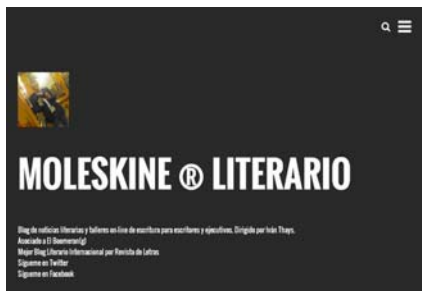 MOLESKINE ® LITERARIO
Blog de noticias literarias y talleres on-line de escritura para escritores y ejecutivos. Dirigido por Iván Thays.
Asociado a El Boomeran(g)
Mejor Blog Literario Internacional por Revista de Letras
Sígueme en Twitter
Sígueme en Facebook